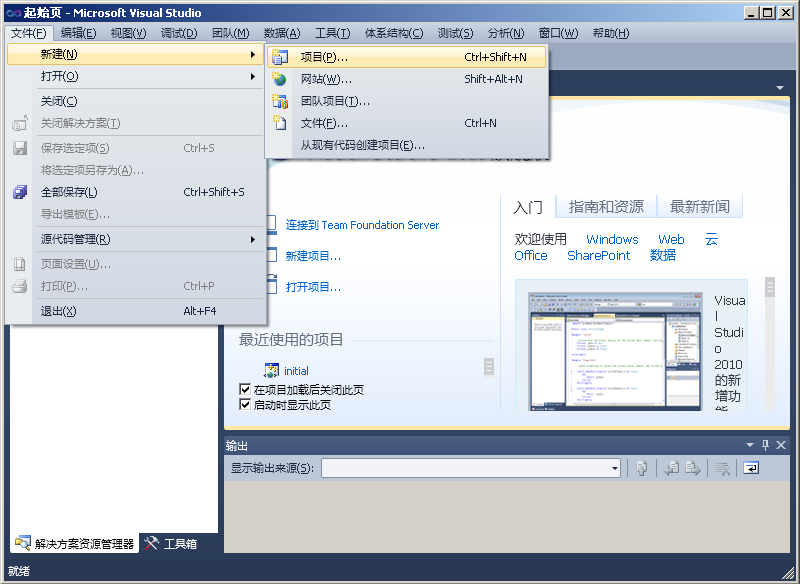 起始页 - Microsoft Visual Studio
文件(F) 编辑(E) 视图(V) 调试(D) 团队(M) 数据(A) 工具(T) 体系结构(C) 测试(S) 分析(N) 窗口(W) 帮助(H)
新建(N)
打开(O)
关闭(C)
关闭解决方案(T)
保存选定项(S) Ctrl+S
将选定项另存为(A)...
全部保存(L) Ctrl+Shift+S
导出模板(E)...
源代码管理(R)
页面设置(U)...
打印(P)... Ctrl+P
退出(X) Alt+F4
项目(P)... Ctrl+Shift+N
网站(W)... Shift+Alt+N
团队项目(T)...
文件(F)... Ctrl+N
从现有代码创建项目(E)...
连接到 Team Foundation Server
新建项目...
打开项目...
最近使用的项目
initial
在项目加载后关闭此页
启动时显示此页
入门 指南和资源 最新新闻
欢迎使用 Windows Web 云
Office SharePoint 数据
Visua
l
Studi
o
2010
的新
增功
输出
显示输出来源(S):
解决方案资源管理器 工具箱
就绪